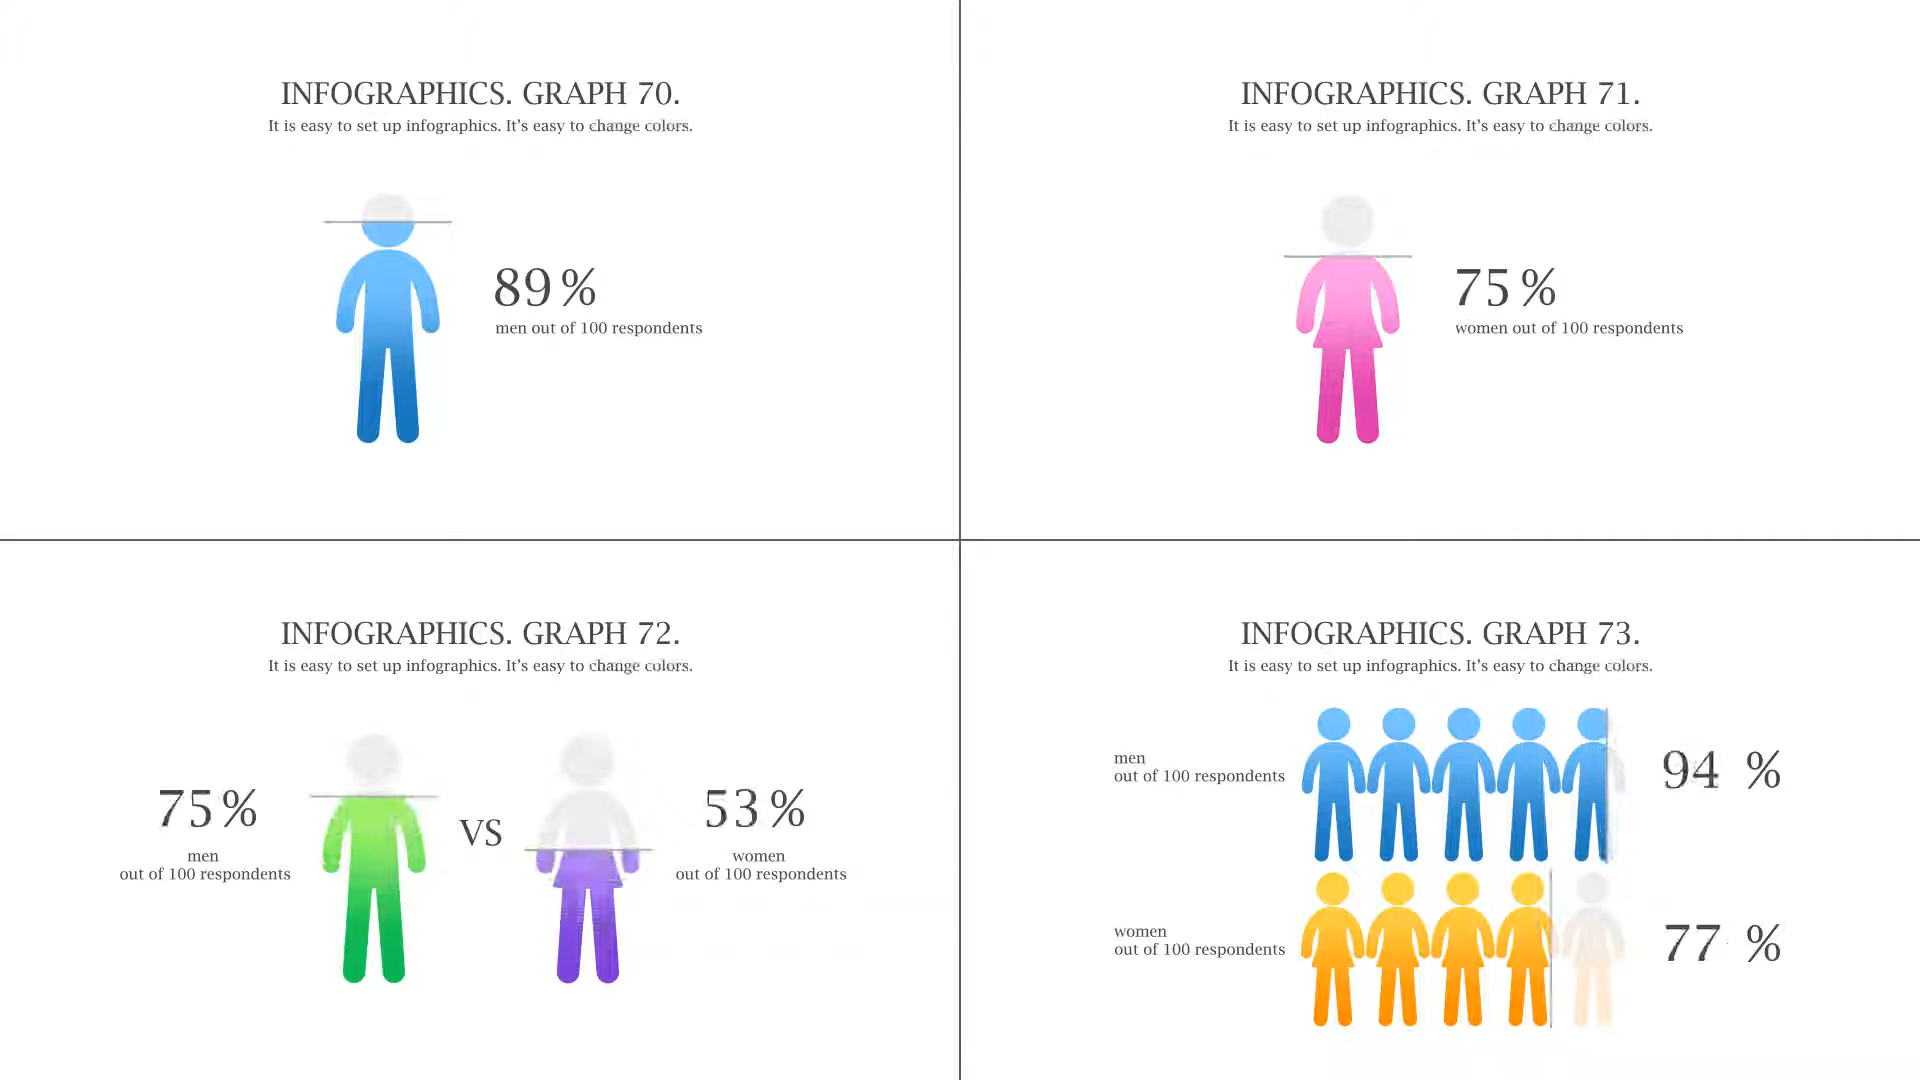 INFOGRAPHICS. GRAPH 70.
It is easy to set up infographics. It's easy to change colors.
89 %
men out of 100 respondents
INFOGRAPHICS. GRAPH 71.
It is easy to set up infographics. It's easy to change colors.
75 %
women out of 100 respondents
INFOGRAPHICS. GRAPH 72.
It is easy to set up infographics. It's easy to change colors.
75 %
men
out of 100 respondents
VS
53 %
women
out of 100 respondents
INFOGRAPHICS. GRAPH 73.
It is easy to set up infographics. It's easy to change colors.
men
out of 100 respondents
94 %
women
out of 100 respondents
77 %